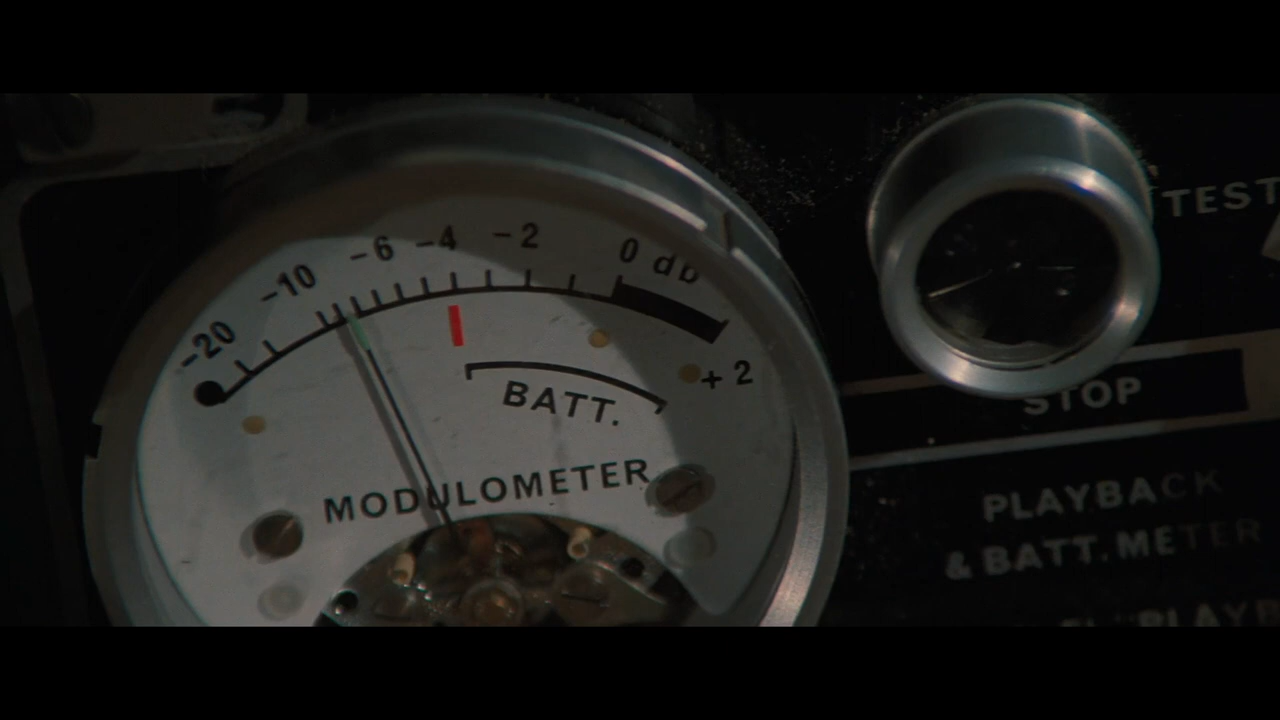 -20 -10 -6 -4 -2 0 db
+2
BATT.
MODULOMETER
TEST
STOP
PLAYBACK
& BATT. METER